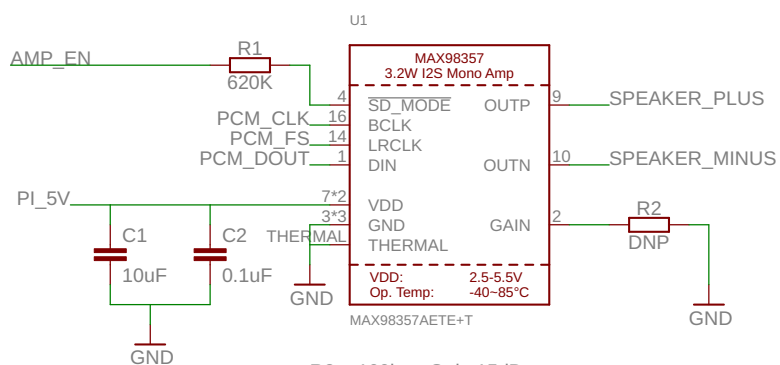 U1
AMP_EN
R1
620K
MAX98357
3.2W I2S Mono Amp
4
SD_MODE
OUTP
9
SPEAKER_PLUS
PCM_CLK
16
BCLK
PCM_FS
14
LRCLK
PCM_DOUT
1
DIN
OUTN
10
SPEAKER_MINUS
PI_5V
7*2
VDD
3*3
GND
GAIN
2
R2
DNP
THERMAL
THERMAL
C1
10uF
C2
0.1uF
GND
VDD: 2.5-5.5V
Op. Temp: -40~85°C
GND
MAX98357AETE+T
GND